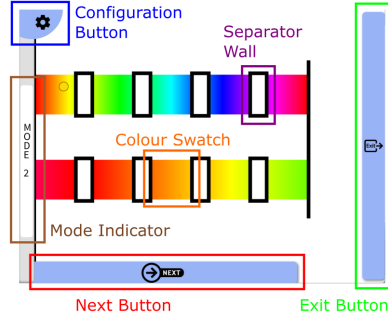 Configuration
Button
Separator
Wall
MODE 2
Colour Swatch
Exit
Mode Indicator
NEXT
Next Button
Exit Button